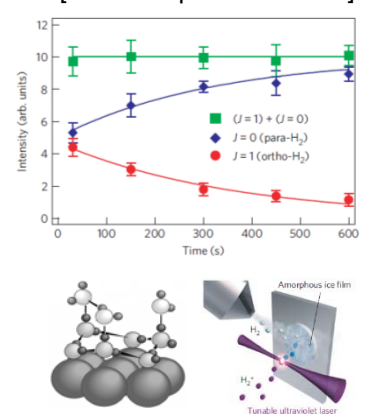 12
10
8
6
4
2
0
Intensity (arb. units)
(J = 1) + (J = 0)
J = 0 (para-H₂)
J = 1 (ortho-H₂)
0 100 200 300 400 500 600
Time (s)
Amorphous ice film
H₂
H₂⁺
Tunable ultraviolet laser